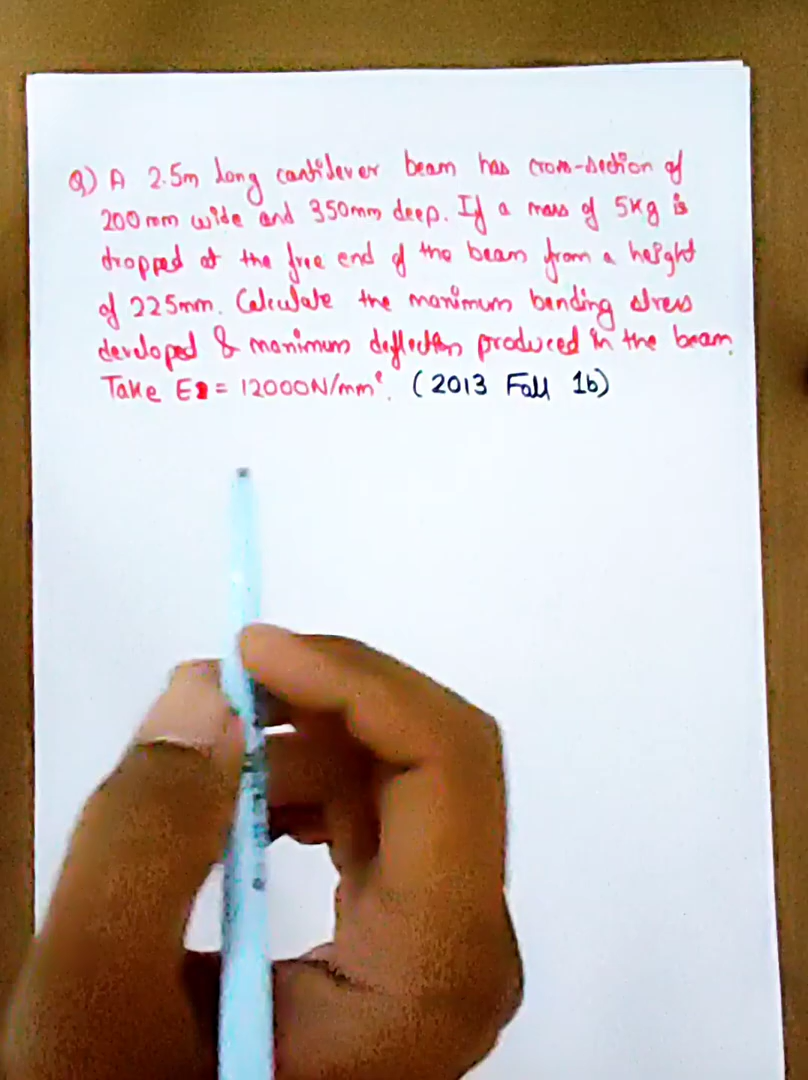 Q) A 2.5m long cantilever beam has cross-section of
200mm wide and 350mm deep. If a mass of 5Kg is
dropped at the free end of the beam from a height
of 225mm. Calculate the maximum bending stress
developed & maximum deflection produced in the beam.
Take E = 12000N/mm². (2013 Fall 1b)